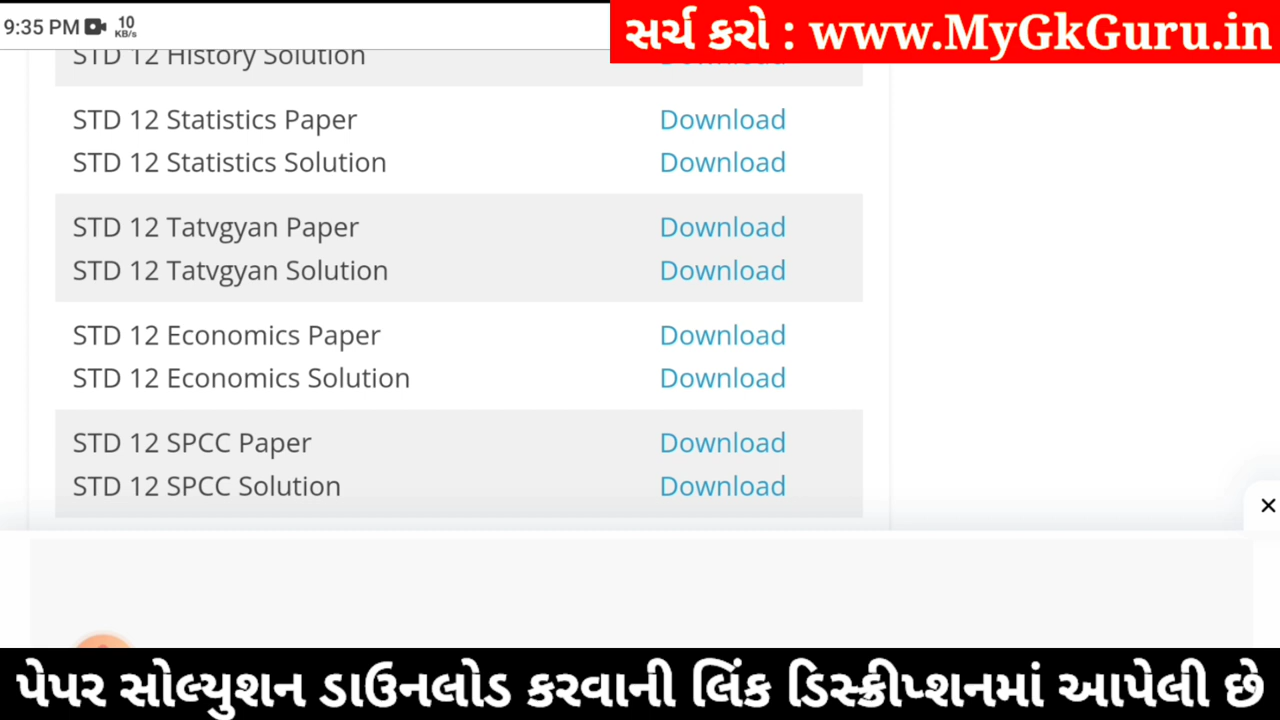 9:35 PM 10 KB/s
સર્ચ કરો : www.MyGkGuru.in
STD 12 History Solution
STD 12 Statistics Paper Download
STD 12 Statistics Solution Download
STD 12 Tatvgyan Paper Download
STD 12 Tatvgyan Solution Download
STD 12 Economics Paper Download
STD 12 Economics Solution Download
STD 12 SPCC Paper Download
STD 12 SPCC Solution Download
પેપર સોલ્યુશન ડાઉનલોડ કરવાની લિંક ડિસ્ક્રીપ્શનમાં આપેલી છે